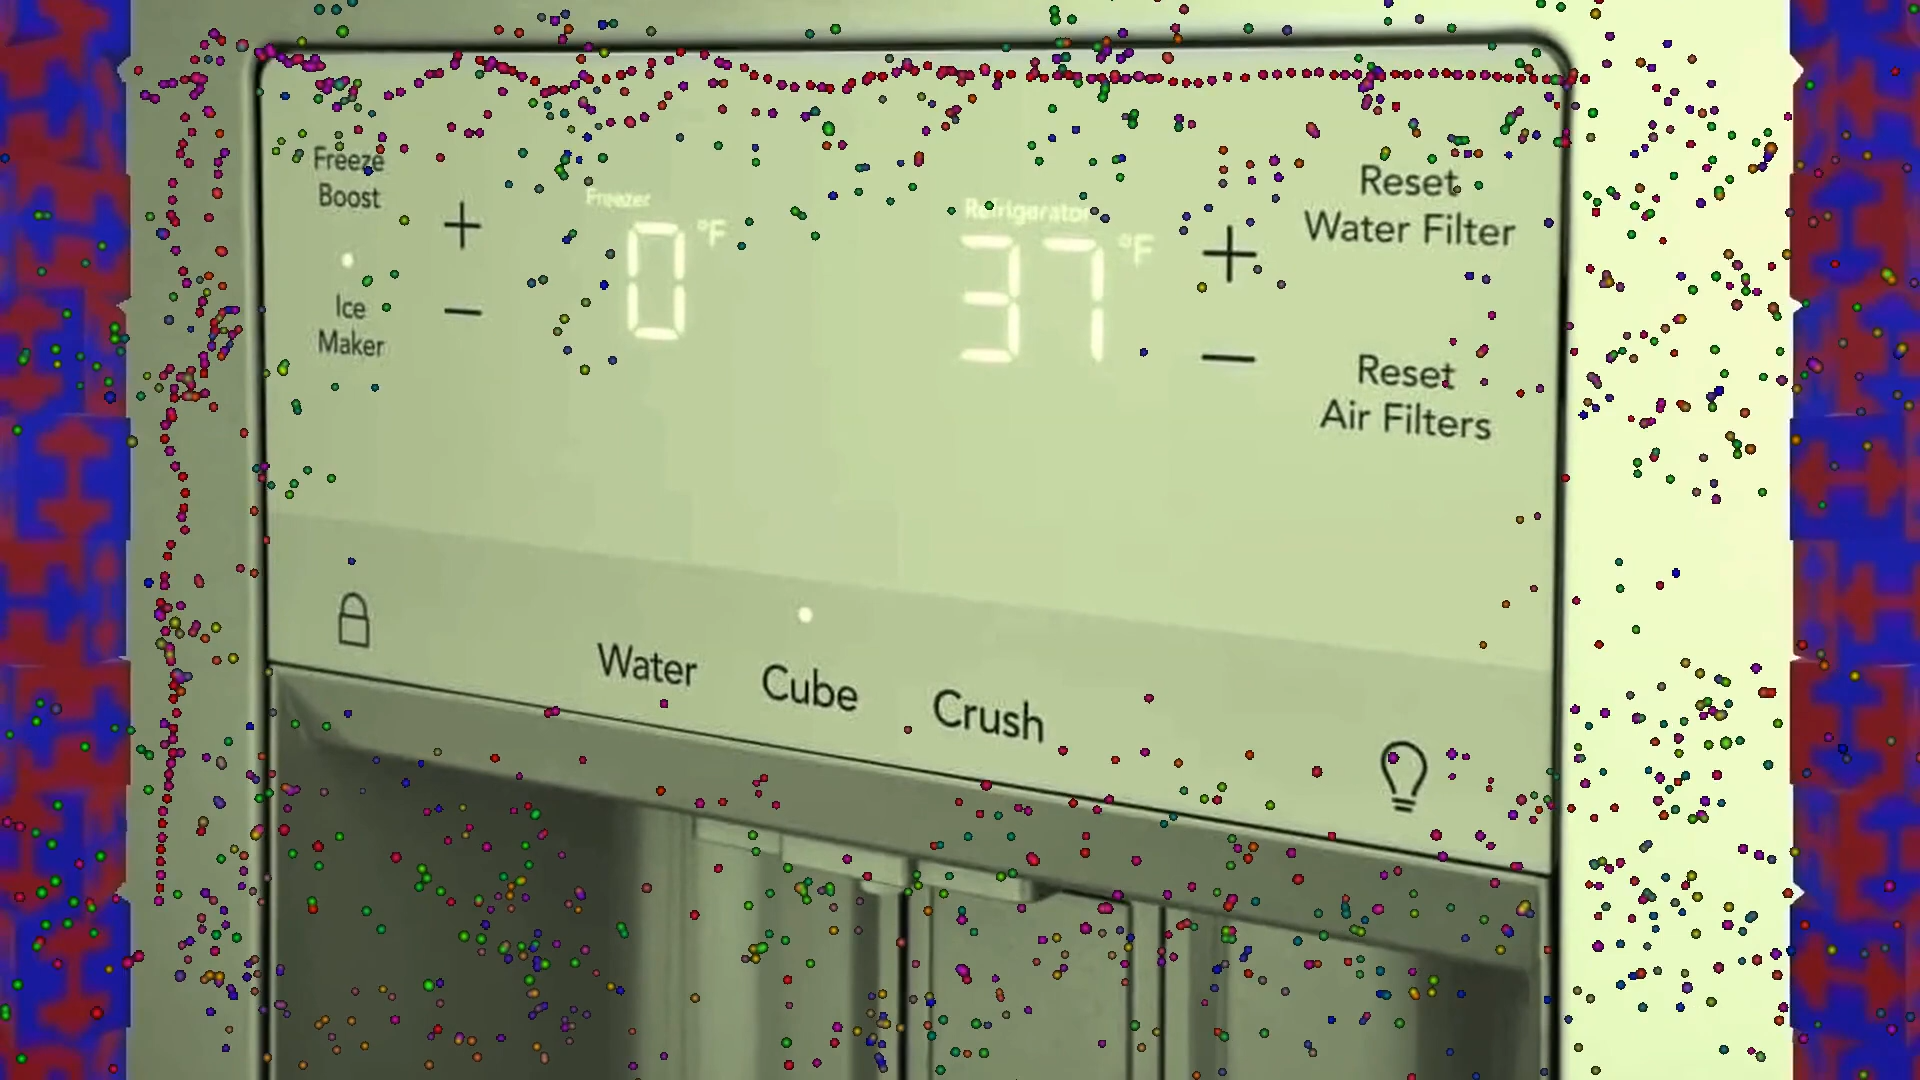 Freeze
Boost
Ice
Maker
+
−
Freezer
0 °F
Refrigerator
37 °F
+
−
Reset
Water Filter
Reset
Air Filters
Water
Cube
Crush